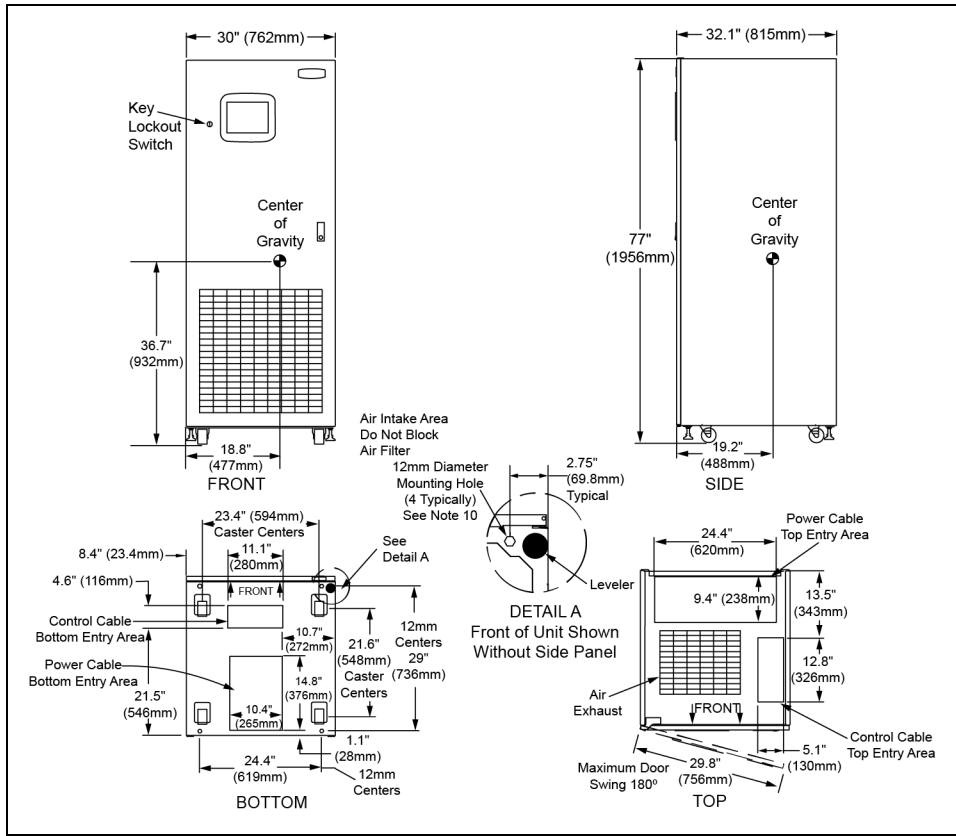 30" (762mm)
Key
Lockout
Switch
Center
of
Gravity
36.7"
(932mm)
18.8"
(477mm)
FRONT
32.1" (815mm)
77"
(1956mm)
Center
of
Gravity
19.2"
(488mm)
SIDE
Air Intake Area
Do Not Block
Air Filter
12mm Diameter
Mounting Hole
(4 Typically)
See Note 10
2.75"
(69.8mm)
Typical
Leveler
DETAIL A
Front of Unit Shown
Without Side Panel
23.4" (594mm)
Caster Centers
11.1"
(280mm)
8.4" (23.4mm)
4.6" (116mm)
FRONT
See
Detail A
Control Cable
Bottom Entry Area
10.7"
(272mm)
Power Cable
Bottom Entry Area
21.5"
(546mm)
14.8"
(376mm)
10.4"
(265mm)
21.6"
(548mm)
Caster
Centers
12mm
Centers
29"
(736mm)
1.1"
(28mm)
24.4"
(619mm)
12mm
Centers
BOTTOM
Power Cable
Top Entry Area
24.4"
(620mm)
9.4" (238mm)
13.5"
(343mm)
12.8"
(326mm)
Air
Exhaust
FRONT
Control Cable
Top Entry Area
5.1"
(130mm)
29.8"
(756mm)
Maximum Door
Swing 180º
TOP